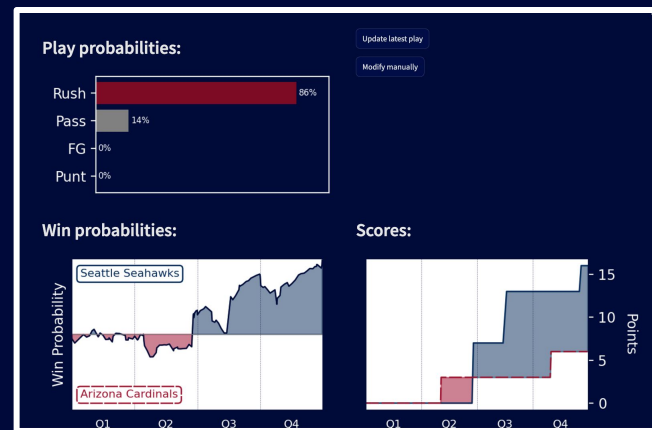 Play probabilities:
Update latest play
Modify manually
Rush
86%
Pass
14%
FG
0%
Punt
0%
Win probabilities:
Scores:
Seattle Seahawks
Arizona Cardinals
Win Probability
Q1 Q2 Q3 Q4
15
10
5
0
Points
Q1 Q2 Q3 Q4